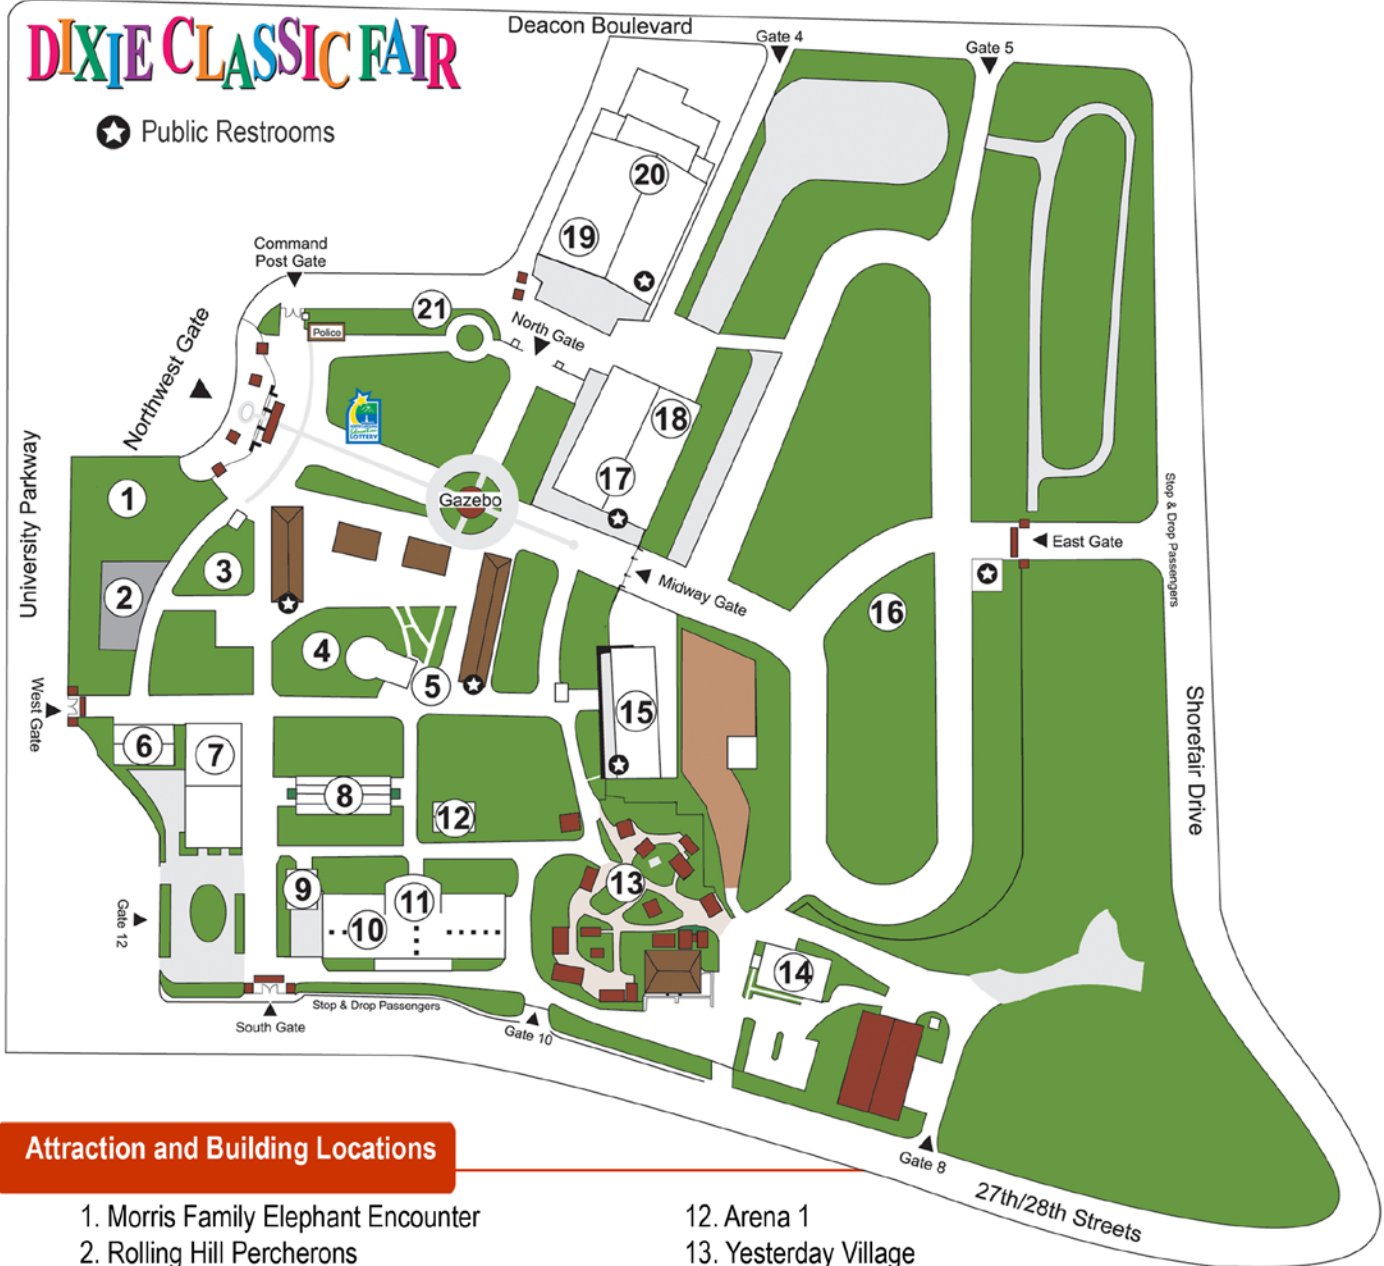 DIXIE CLASSIC FAIR
Public Restrooms
Deacon Boulevard
Gate 4
Gate 5
20
19
Command
Post Gate
21
Police
North Gate
Northwest Gate
LOTTERY
18
17
Gazebo
University Parkway
1
2
3
4
5
Midway Gate
East Gate
Stop & Drop Passengers
16
15
Shorefair Drive
West Gate
6
7
8
12
9
10
11
13
14
Gate 12
South Gate
Stop & Drop Passengers
Gate 10
Gate 8
27th/28th Streets
Attraction and Building Locations
1. Morris Family Elephant Encounter
2. Rolling Hill Percherons
12. Arena 1
13. Yesterday Village